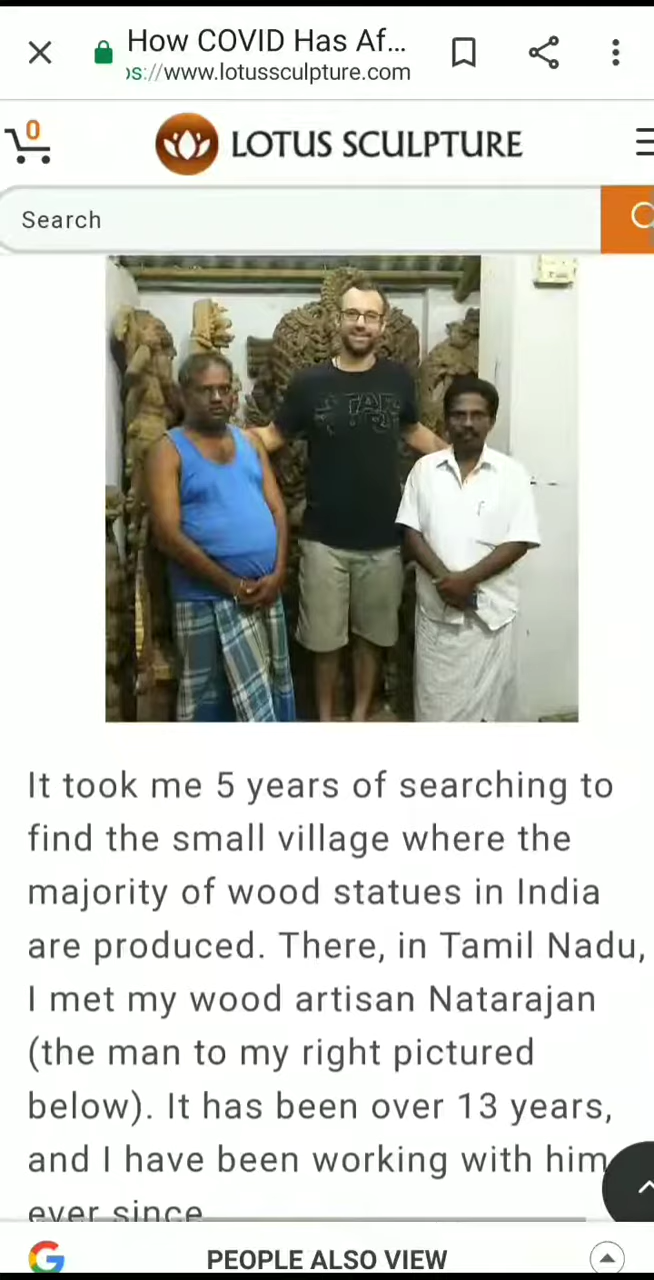 How COVID Has Af...
s://www.lotussculpture.com
0
LOTUS SCULPTURE
Search
It took me 5 years of searching to
find the small village where the
majority of wood statues in India
are produced. There, in Tamil Nadu,
I met my wood artisan Natarajan
(the man to my right pictured
below). It has been over 13 years,
and I have been working with him
ever since
PEOPLE ALSO VIEW